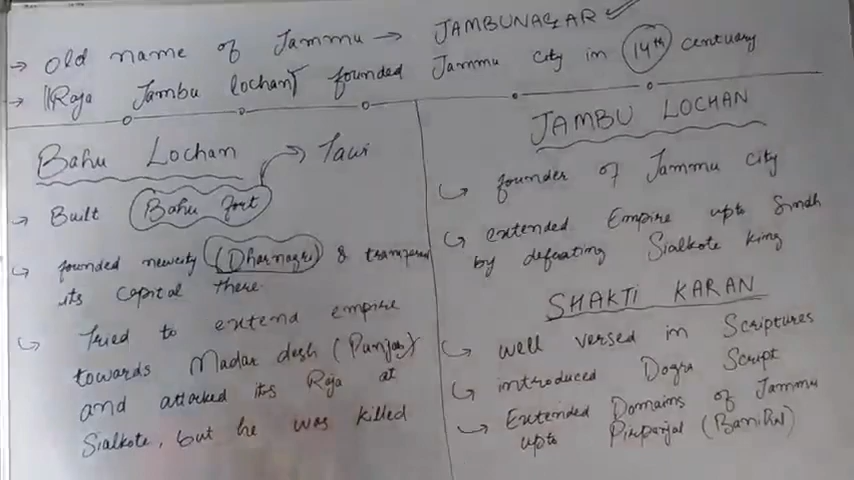 → Old name of Jammu → JAMBUNAGAR ✓
→ Raja Jambu lochan founded Jammu city in 14th centuary
Bahu Lochan
→ Tawi
→ Built Bahu fort
founded newcity (Dharnagri) & transferred
its capital there.
Tried to extend empire
towards Madar desh (Punjab)
and attacked its Raja at
Sialkote, but he was killed
JAMBU LOCHAN
founder of Jammu city
extended Empire upto Sindh
by defeating Sialkote king
SHAKTI KARAN
well versed in Scriptures
introduced Dogra Script
Extended Domains of Jammu
upto Pirpanjal (Banihal)